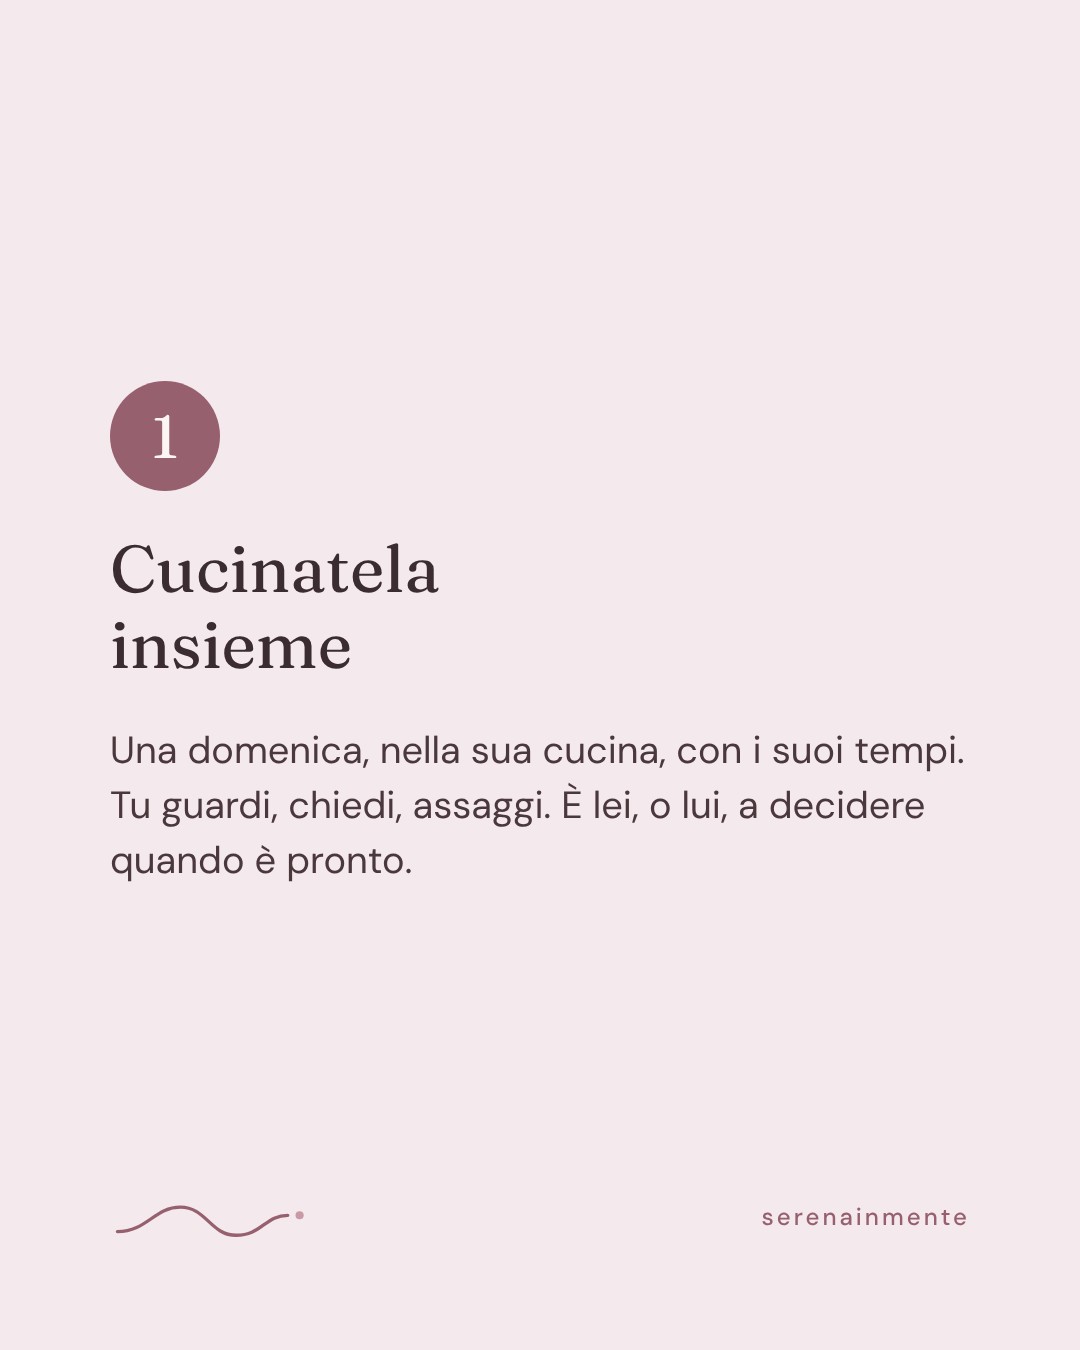 1
Cucinatela
insieme
Una domenica, nella sua cucina, con i suoi tempi.
Tu guardi, chiedi, assaggi. È lei, o lui, a decidere
quando è pronto.
serenainmente